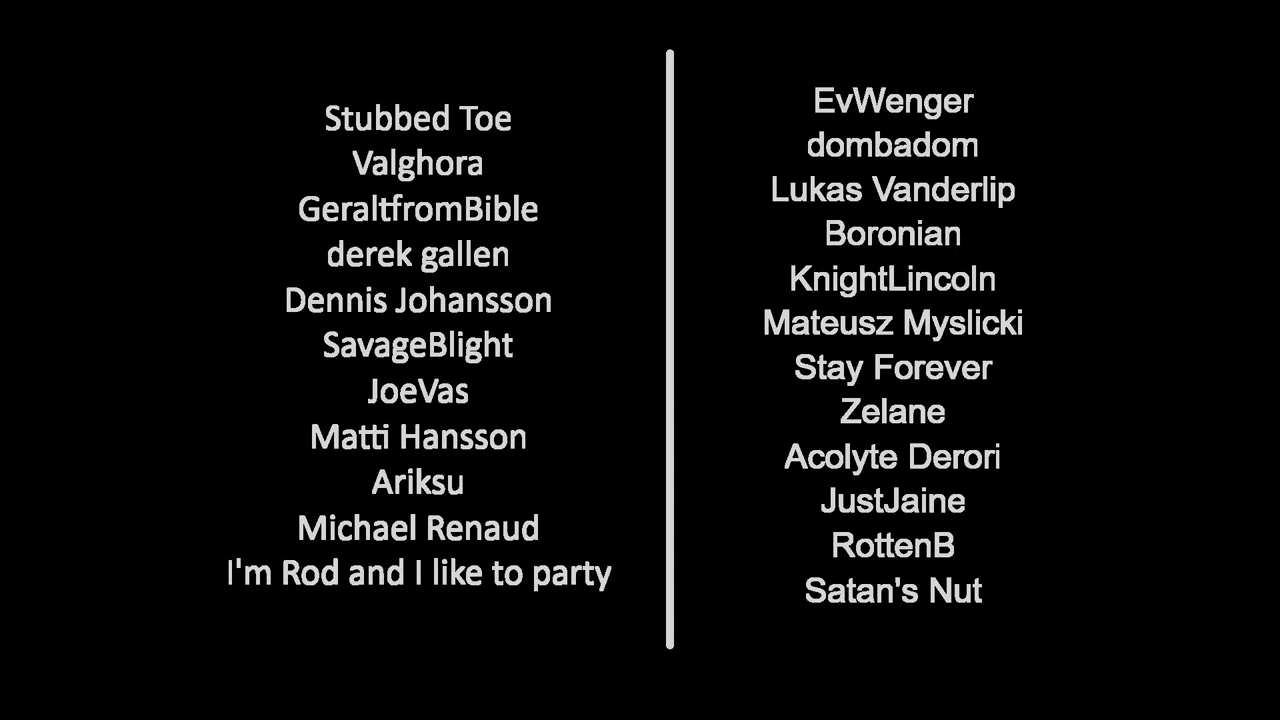 Stubbed Toe
Valghora
GeraltfromBible
derek gallen
Dennis Johansson
SavageBlight
JoeVas
Matti Hansson
Ariksu
Michael Renaud
I'm Rod and I like to party
EvWenger
dombadom
Lukas Vanderlip
Boronian
KnightLincoln
Mateusz Myslicki
Stay Forever
Zelane
Acolyte Derori
JustJaine
RottenB
Satan's Nut